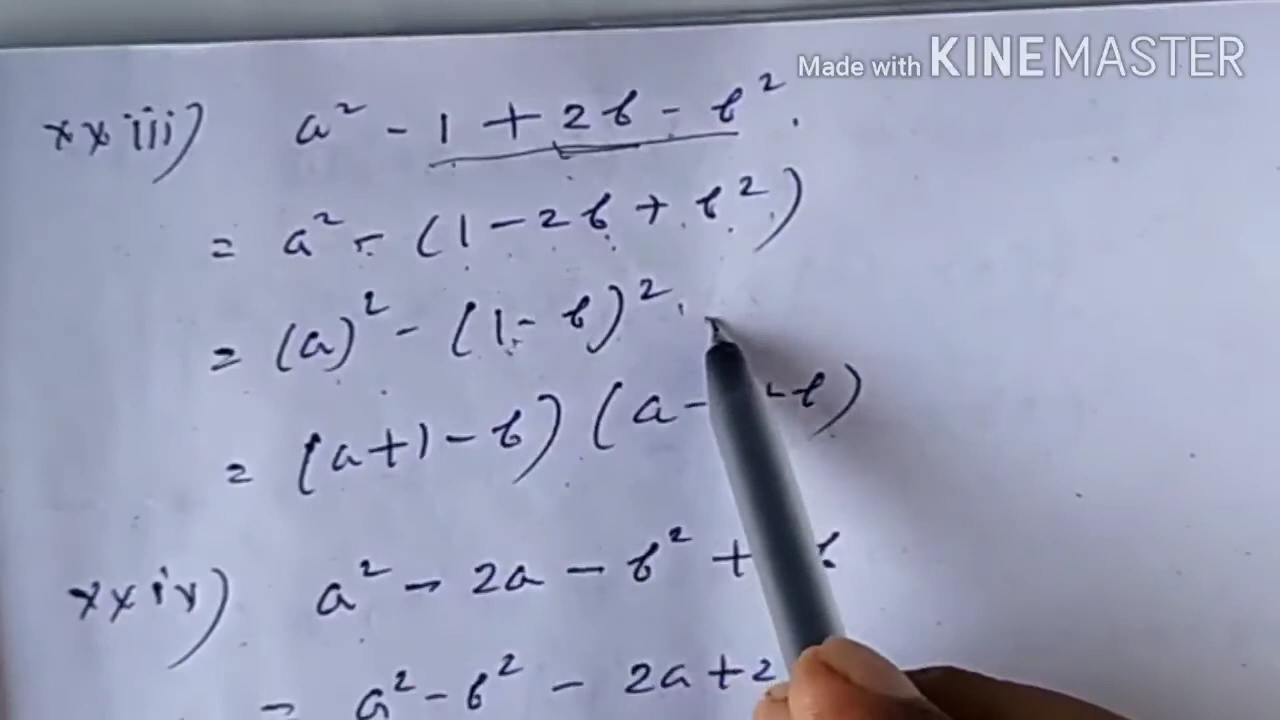 Made with KINEMASTER
xxiii) a² - 1 + 2b - b².
= a² - (1 - 2b + b²)
= (a)² - (1 - b)².
= (a+1-b) (a- +b)
xxiv) a² - 2a - b² + b
= a² - b² - 2a + 2